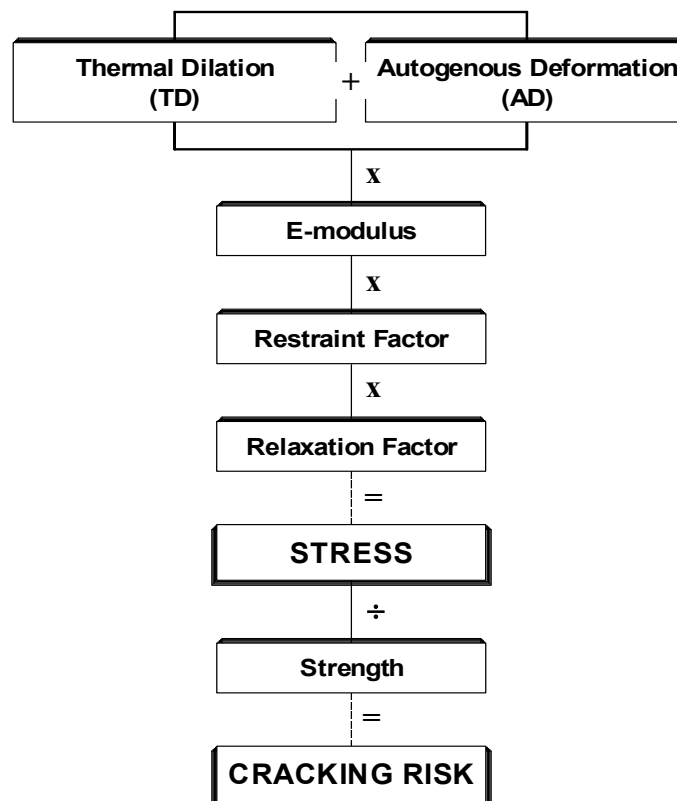 Thermal Dilation
(TD)
+
Autogenous Deformation
(AD)
x
E-modulus
x
Restraint Factor
x
Relaxation Factor
=
STRESS
÷
Strength
=
CRACKING RISK